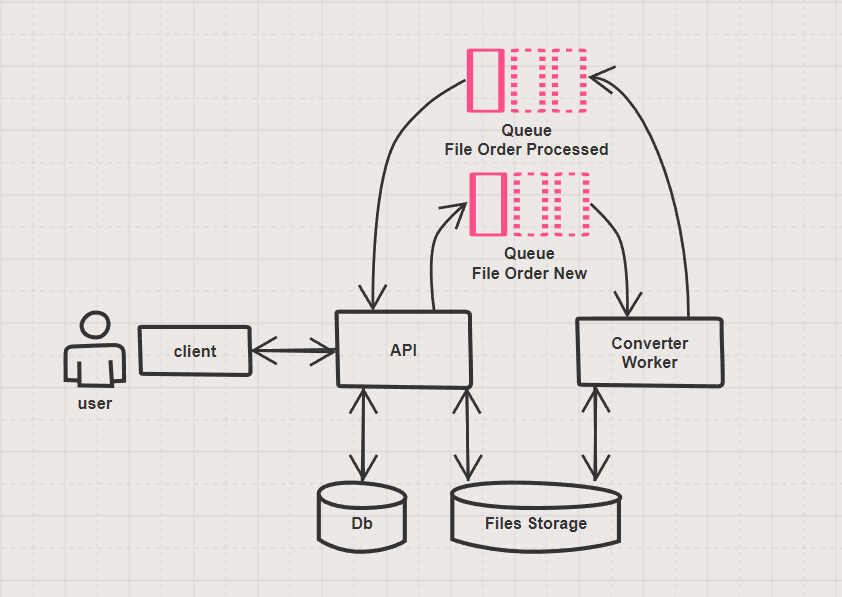 Queue
File Order Processed
Queue
File Order New
client
API
Converter
Worker
user
Db
Files Storage